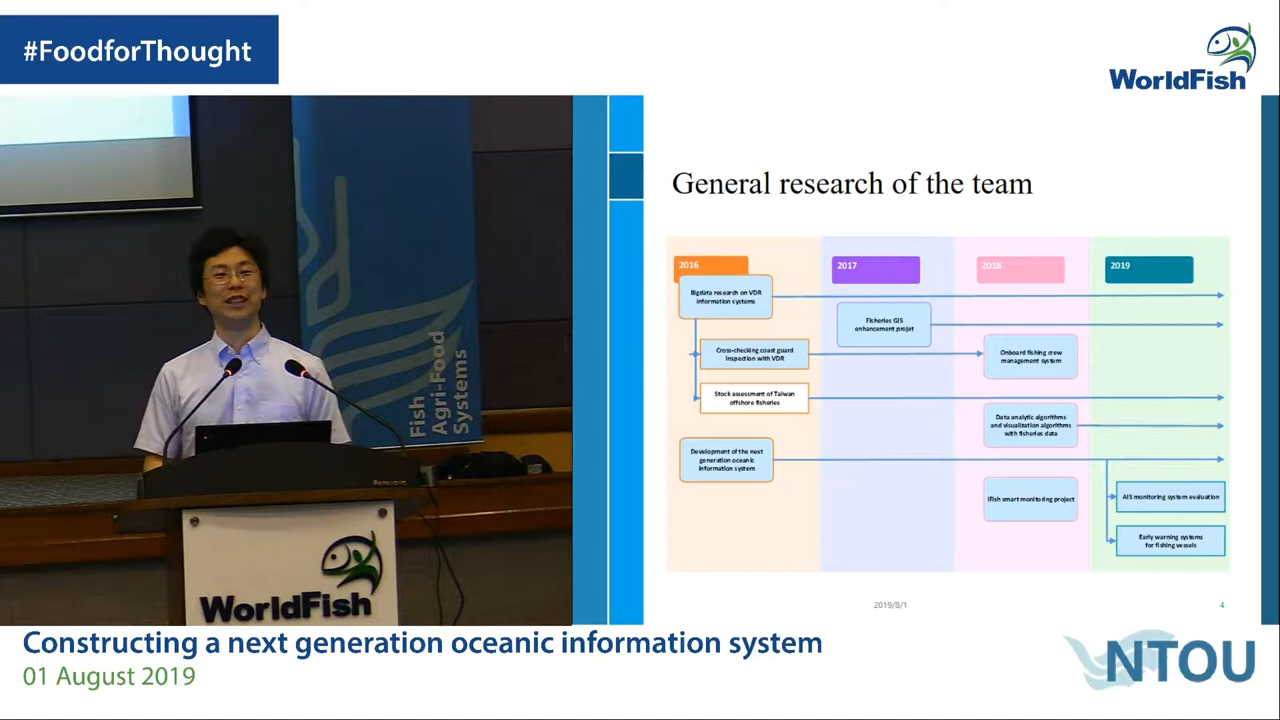 #FoodforThought
WorldFish
General research of the team
2016
2017
2018
2019
Bigdata research on VDR
information systems
Fisheries GIS
enhancement projet
Cross-checking coast guard
inspection with VDR
Onboard fishing crew
management system
Stock assessment of Taiwan
offshore fisheries
Data analytic algorithms
and visualization algorithms
with fisheries data
Development of the next
generation oceanic
information system
iFish smart monitoring project
AIS monitoring system evaluation
Early warning systems
for fishing vessels
2019/8/1
4
Fish
Agri-Food
Systems
Panasonic
WorldFish
Constructing a next generation oceanic information system
01 August 2019
NTOU